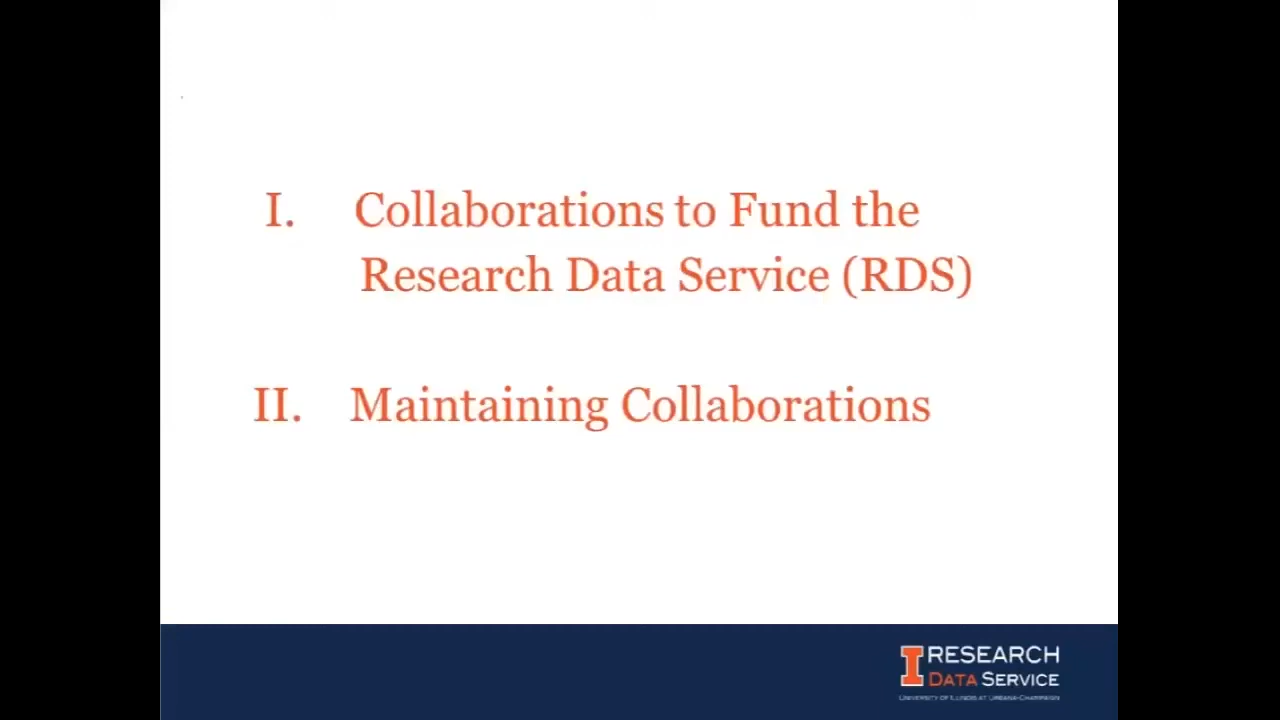 I. Collaborations to Fund the
Research Data Service (RDS)
II. Maintaining Collaborations
I RESEARCH
DATA SERVICE
UNIVERSITY OF ILLINOIS AT URBANA-CHAMPAIGN